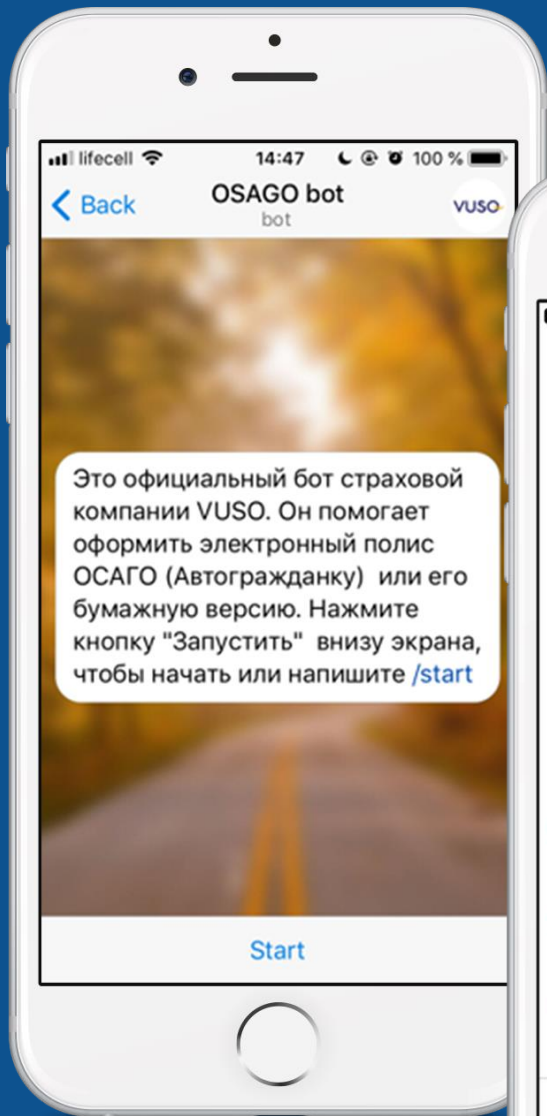 lifecell 14:47 100 %
Back OSAGO bot VUSO
bot
Это официальный бот страховой
компании VUSO. Он помогает
оформить электронный полис
ОСАГО (Автогражданку) или его
бумажную версию. Нажмите
кнопку "Запустить" внизу экрана,
чтобы начать или напишите /start
Start